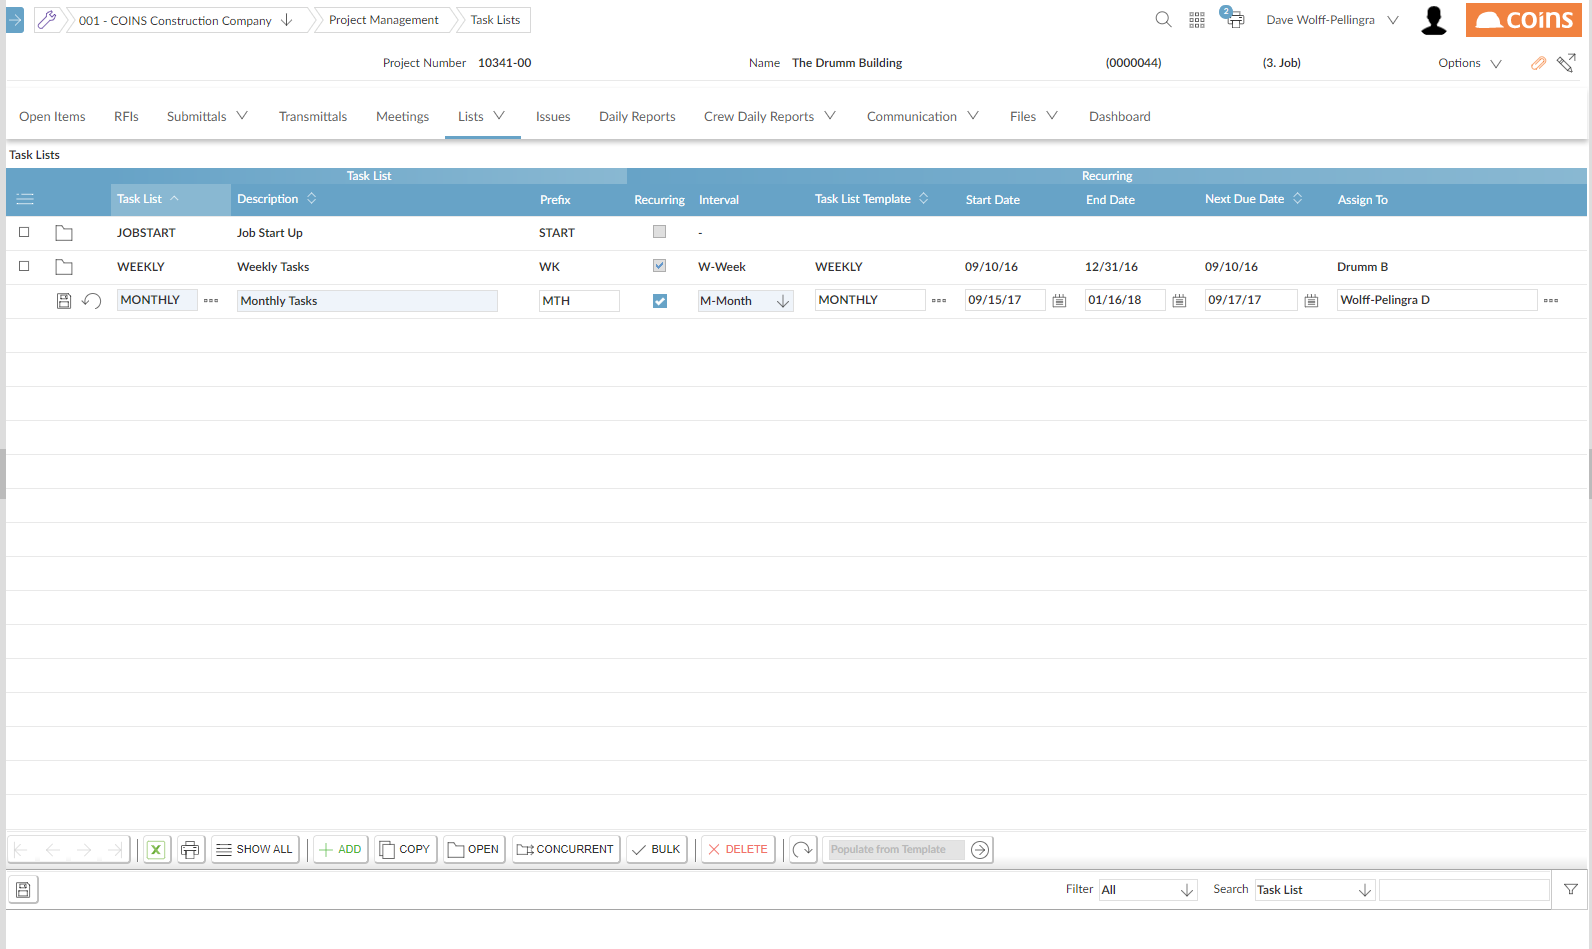 001 - COINS Construction Company Project Management Task Lists 2 Dave Wolff-Pellingra coins
Project Number 10341-00 Name The Drumm Building (0000044) (3. Job) Options
Open Items RFIs Submittals Transmittals Meetings Lists Issues Daily Reports Crew Daily Reports Communication Files Dashboard
Task Lists
Task List Recurring
Task List Description Prefix Recurring Interval Task List Template Start Date End Date Next Due Date Assign To
JOBSTART Job Start Up START -
WEEKLY Weekly Tasks WK W-Week WEEKLY 09/10/16 12/31/16 09/10/16 Drumm B
MONTHLY Monthly Tasks MTH M-Month MONTHLY 09/15/17 01/16/18 09/17/17 Wolff-Pelingra D
X SHOW ALL ADD COPY OPEN CONCURRENT BULK DELETE Populate from Template
Filter All Search Task List